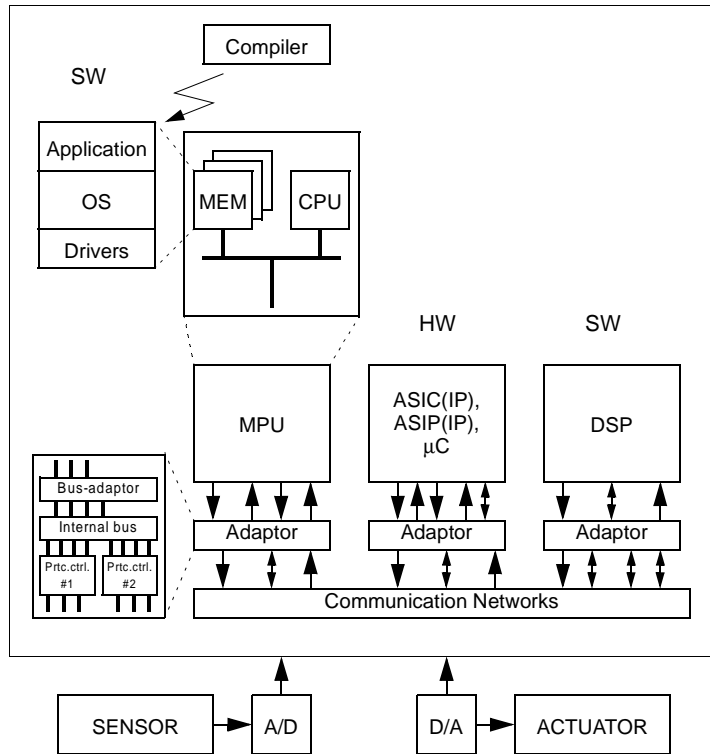 Compiler
SW
Application
OS
Drivers
MEM
CPU
HW
SW
MPU
ASIC(IP),
ASIP(IP),
μC
DSP
Bus-adaptor
Internal bus
Prtc.ctrl.
#1
Prtc.ctrl.
#2
Adaptor
Adaptor
Adaptor
Communication Networks
SENSOR
A/D
D/A
ACTUATOR